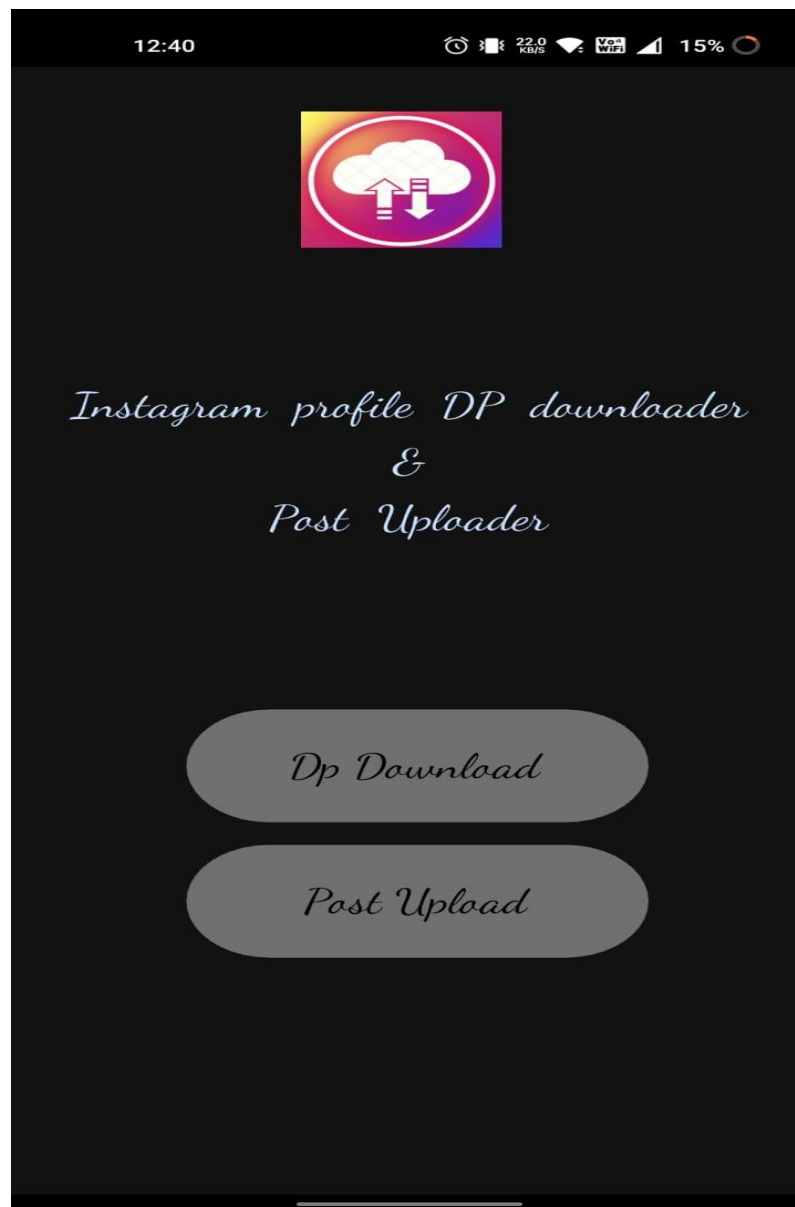 12:40
22.0
KB/S
Vo
WiFi
15%
Instagram profile DP downloader
&
Post Uploader
Dp Download
Post Upload